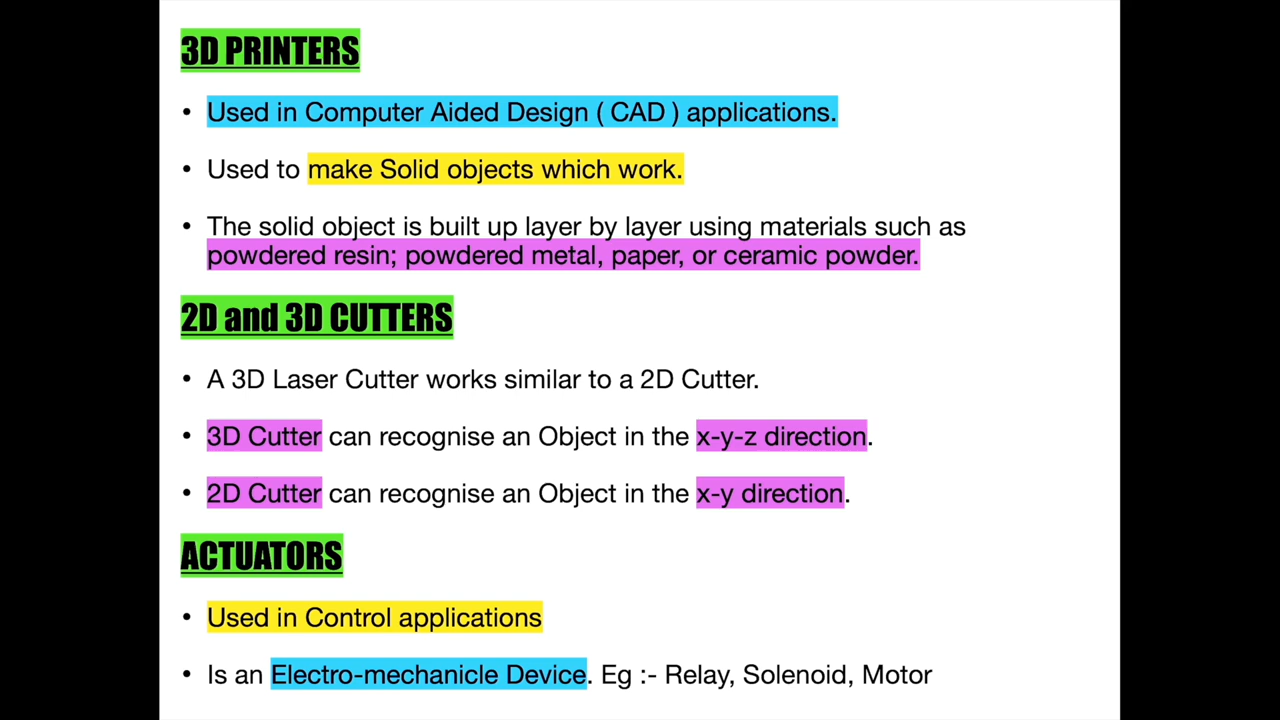 3D PRINTERS
• Used in Computer Aided Design ( CAD ) applications.
• Used to make Solid objects which work.
• The solid object is built up layer by layer using materials such as
powdered resin; powdered metal, paper, or ceramic powder.
2D and 3D CUTTERS
• A 3D Laser Cutter works similar to a 2D Cutter.
• 3D Cutter can recognise an Object in the x-y-z direction.
• 2D Cutter can recognise an Object in the x-y direction.
ACTUATORS
• Used in Control applications
• Is an Electro-mechanicle Device. Eg :- Relay, Solenoid, Motor